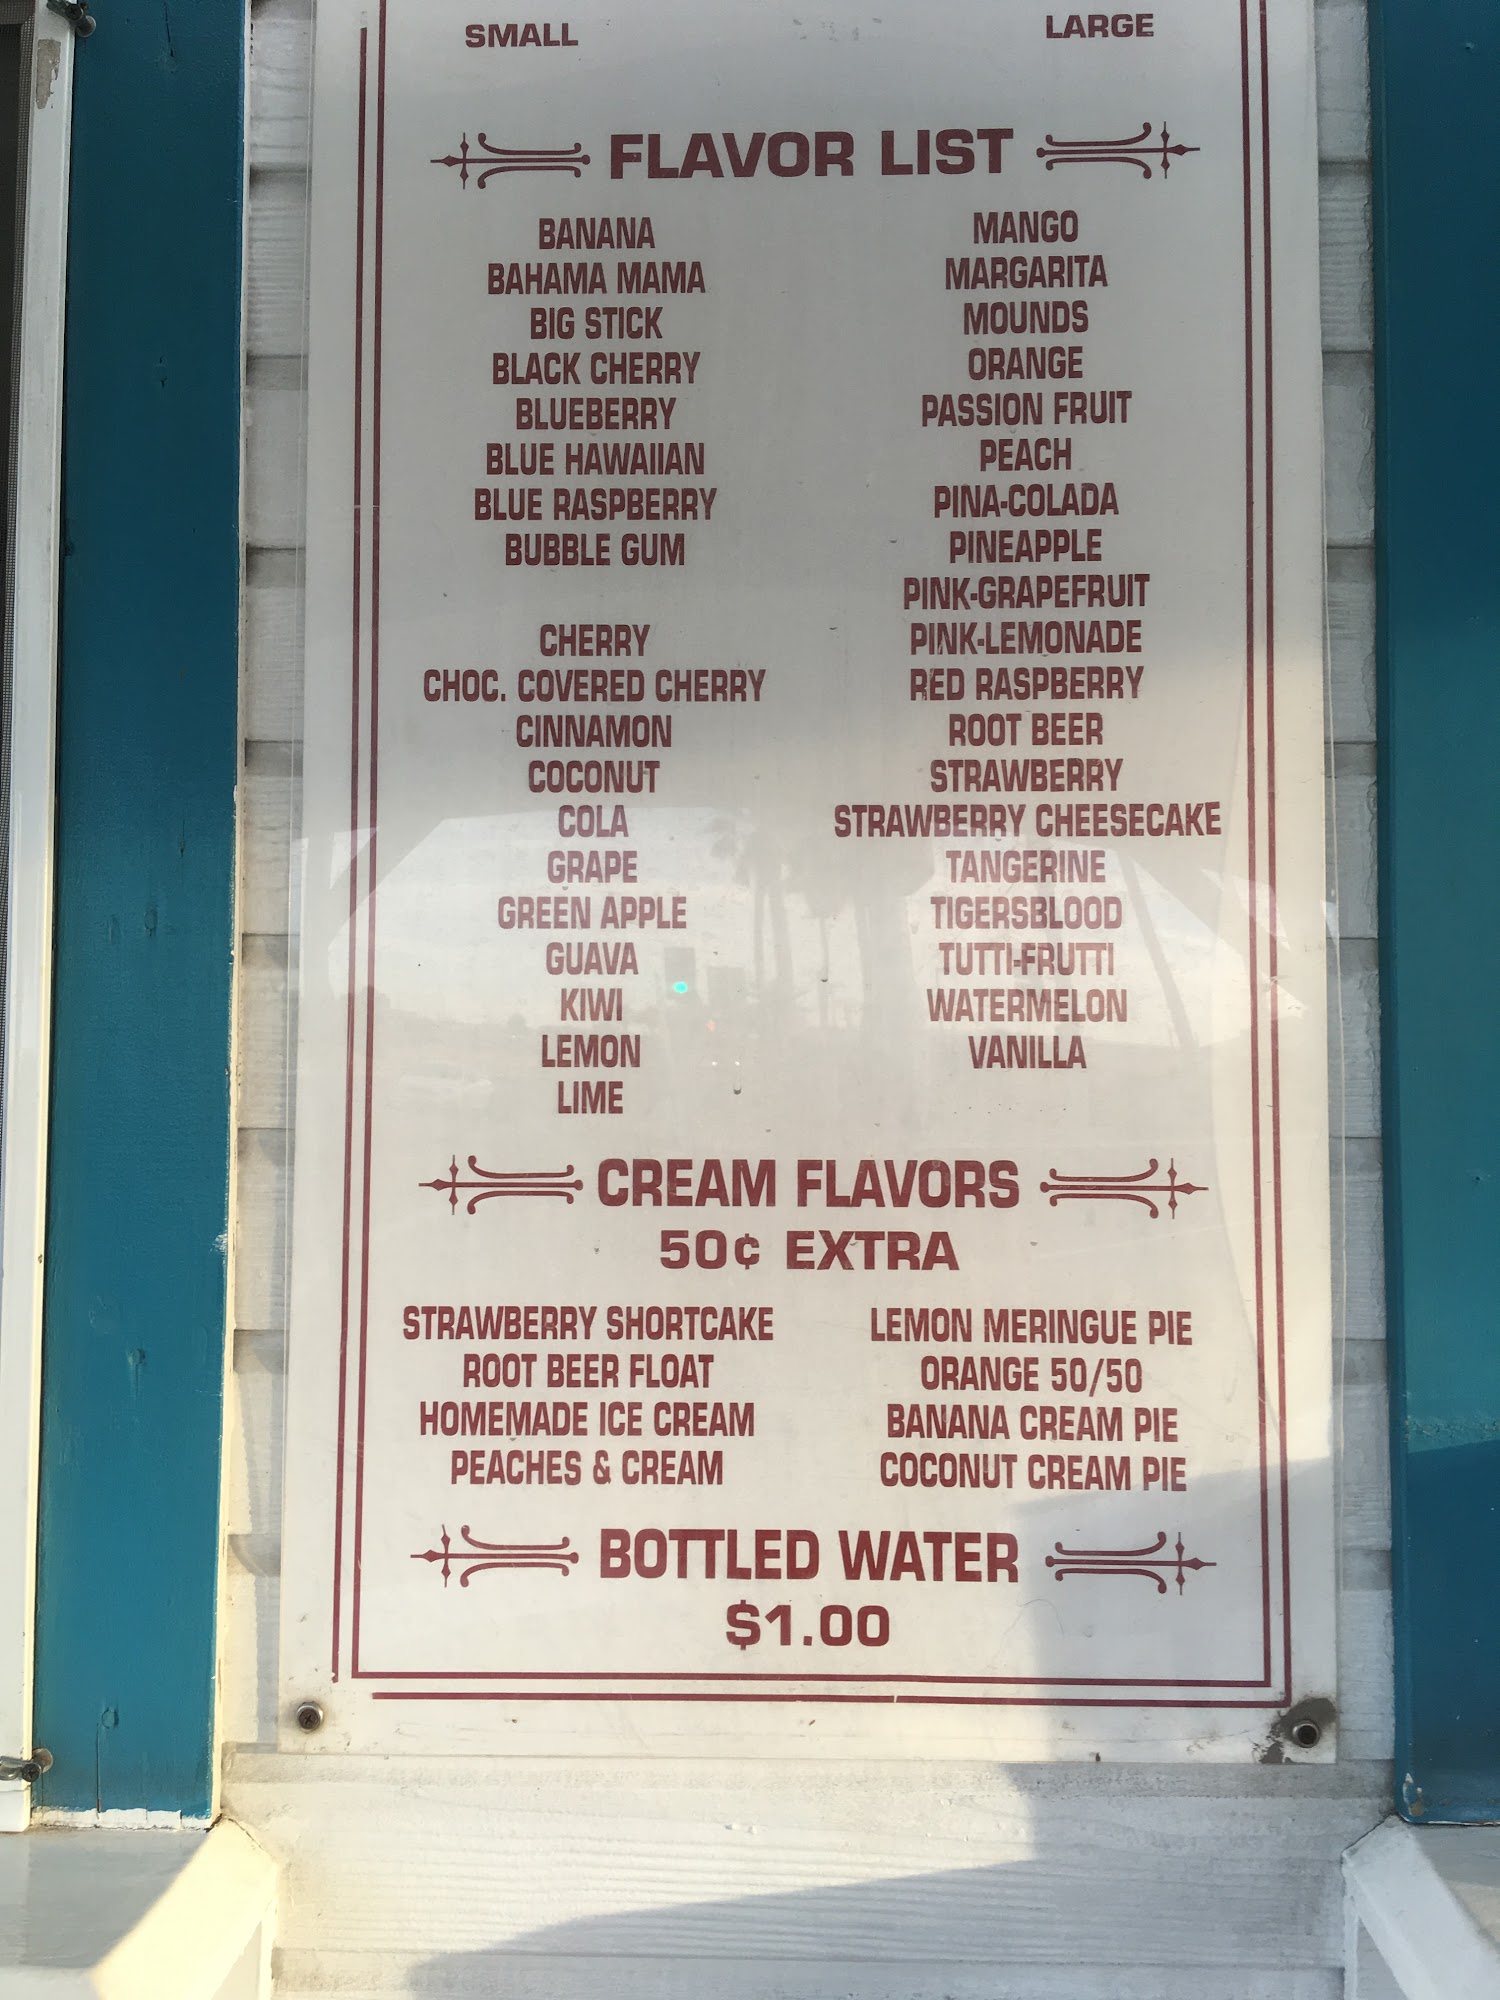 SMALL LARGE
FLAVOR LIST
BANANA
BAHAMA MAMA
BIG STICK
BLACK CHERRY
BLUEBERRY
BLUE HAWAIIAN
BLUE RASPBERRY
BUBBLE GUM
CHERRY
CHOC. COVERED CHERRY
CINNAMON
COCONUT
COLA
GRAPE
GREEN APPLE
GUAVA
KIWI
LEMON
LIME
MANGO
MARGARITA
MOUNDS
ORANGE
PASSION FRUIT
PEACH
PINA-COLADA
PINEAPPLE
PINK-GRAPEFRUIT
PINK-LEMONADE
RED RASPBERRY
ROOT BEER
STRAWBERRY
STRAWBERRY CHEESECAKE
TANGERINE
TIGERSBLOOD
TUTTI-FRUTTI
WATERMELON
VANILLA
CREAM FLAVORS
50¢ EXTRA
STRAWBERRY SHORTCAKE
ROOT BEER FLOAT
HOMEMADE ICE CREAM
PEACHES & CREAM
LEMON MERINGUE PIE
ORANGE 50/50
BANANA CREAM PIE
COCONUT CREAM PIE
BOTTLED WATER
$1.00